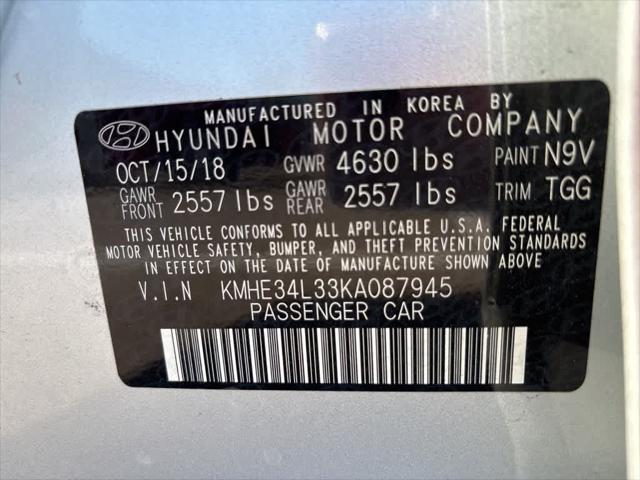 MANUFACTURED IN KOREA BY
HYUNDAI MOTOR COMPANY
OCT/15/18 GVWR 4630 lbs PAINT N9V
GAWR FRONT 2557 lbs GAWR REAR 2557 lbs TRIM TGG
THIS VEHICLE CONFORMS TO ALL APPLICABLE U.S.A. FEDERAL
MOTOR VEHICLE SAFETY, BUMPER, AND THEFT PREVENTION STANDARDS
IN EFFECT ON THE DATE OF MANUFACTURE SHOWN ABOVE.
V.I.N KMHE34L33KA087945
PASSENGER CAR